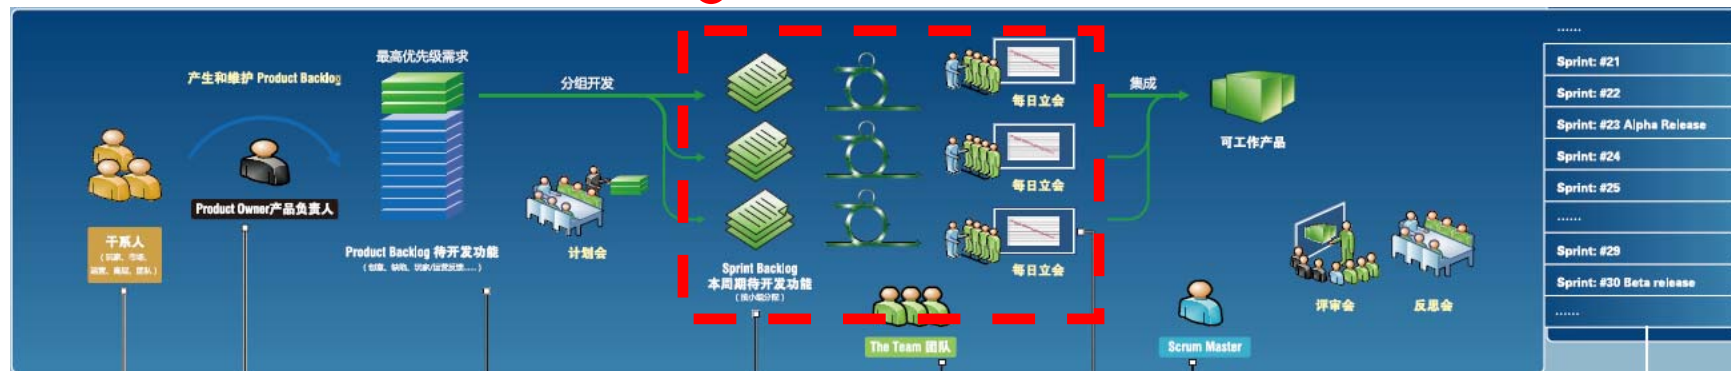 产生和维护 Product Backlog
最高优先级需求
分组开发
集成
可工作产品
每日立会
每日立会
每日立会
Product Owner产品负责人
干系人
Product Backlog 待开发功能
计划会
Sprint Backlog
本周期待开发功能
(按小组分配)
The Team 团队
Scrum Master
评审会
反思会
......
Sprint: #21
Sprint: #22
Sprint: #23 Alpha Release
Sprint: #24
Sprint: #25
......
Sprint: #29
Sprint: #30 Beta release
......